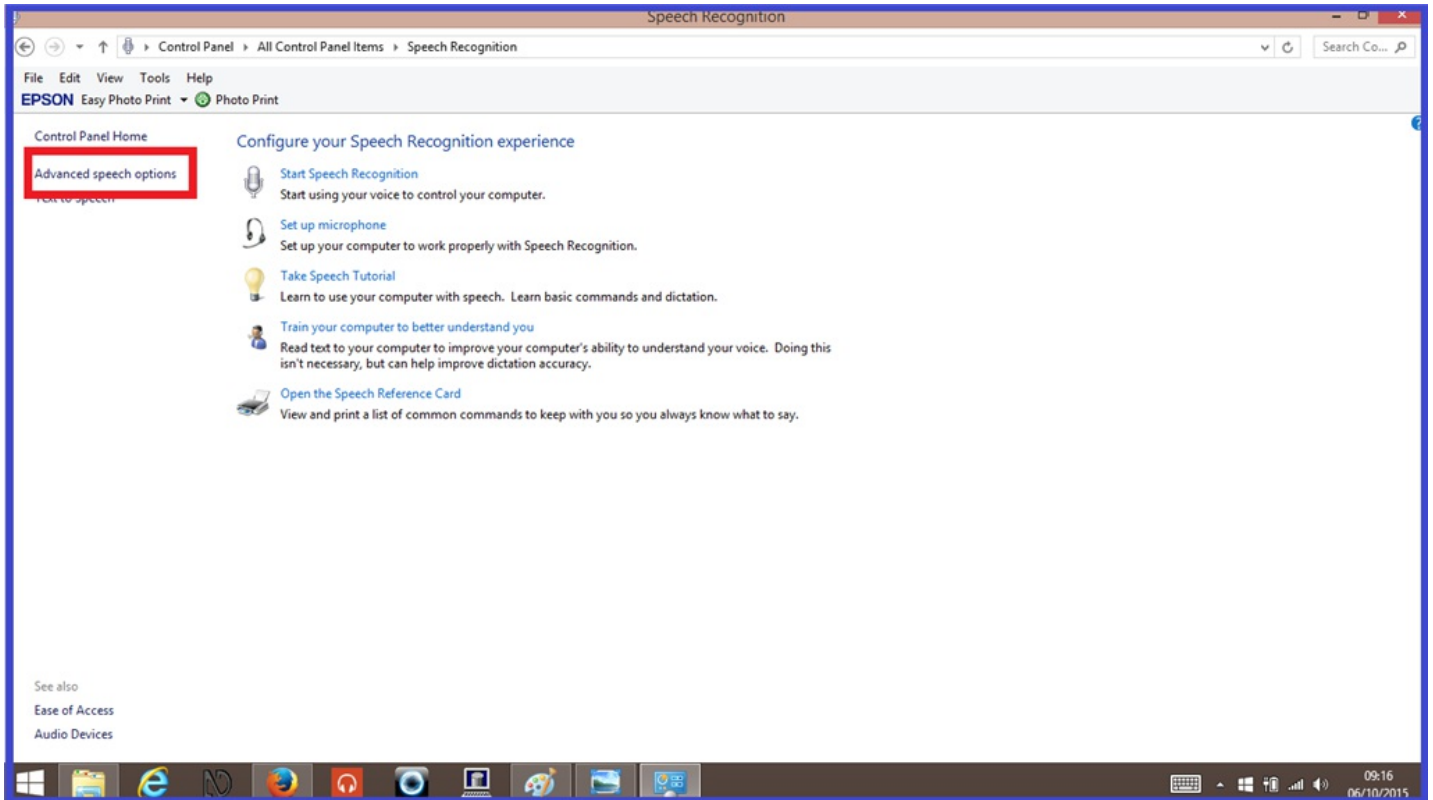 Speech Recognition
Control Panel All Control Panel Items Speech Recognition Search Co...
File Edit View Tools Help
EPSON Easy Photo Print Photo Print
Control Panel Home
Advanced speech options
Text to Speech
Configure your Speech Recognition experience
Start Speech Recognition
Start using your voice to control your computer.
Set up microphone
Set up your computer to work properly with Speech Recognition.
Take Speech Tutorial
Learn to use your computer with speech. Learn basic commands and dictation.
Train your computer to better understand you
Read text to your computer to improve your computer's ability to understand your voice. Doing this
isn't necessary, but can help improve dictation accuracy.
Open the Speech Reference Card
View and print a list of common commands to keep with you so you always know what to say.
See also
Ease of Access
Audio Devices
09:16
06/10/2015